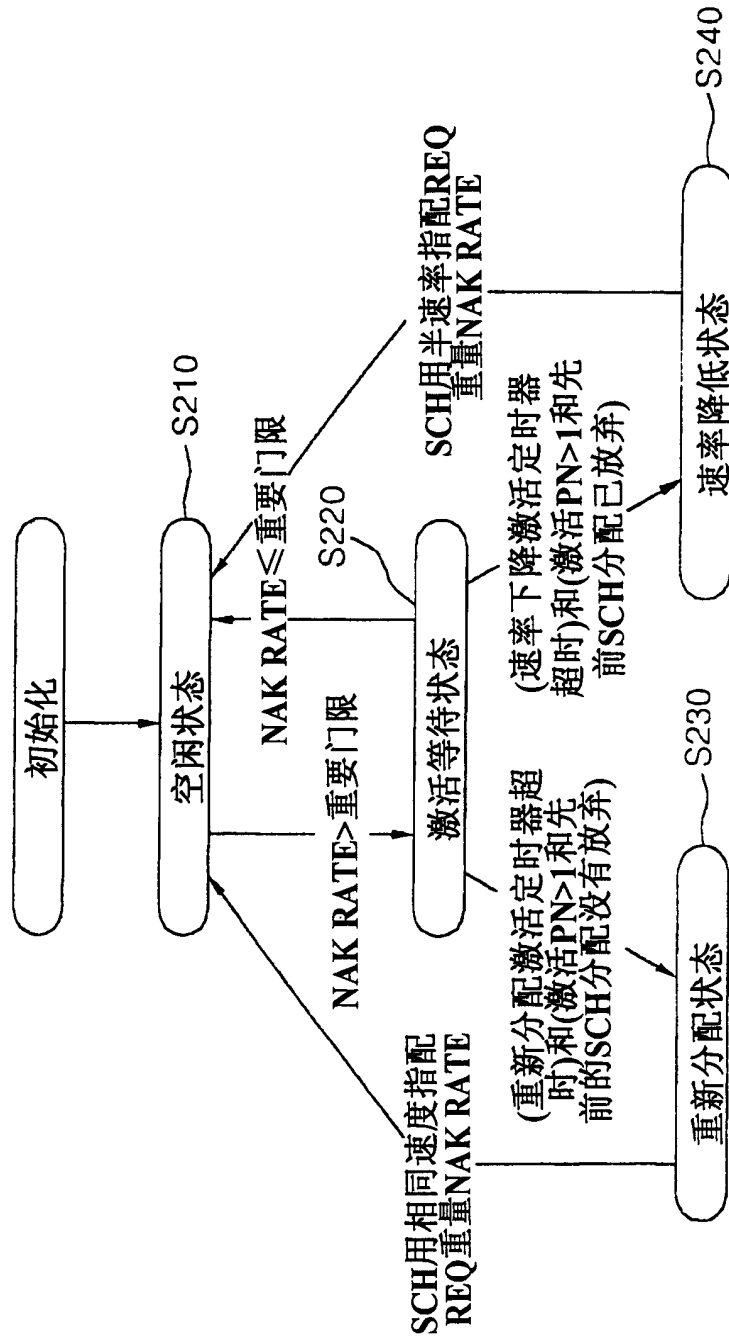 初始化
空闲状态
S210
NAK RATE≤重要门限
NAK RATE>重要门限
S220
激活等待状态
SCH用相同速度指配
REQ重量NAK RATE
SCH用半速率指配REQ
重量NAK RATE
(重新分配激活定时器超
时)和(激活PN>1和先
前的SCH分配没有放弃)
(速率下降激活定时器
超时)和(激活PN>1和先
前SCH分配已放弃)
S230
重新分配状态
S240
速率降低状态